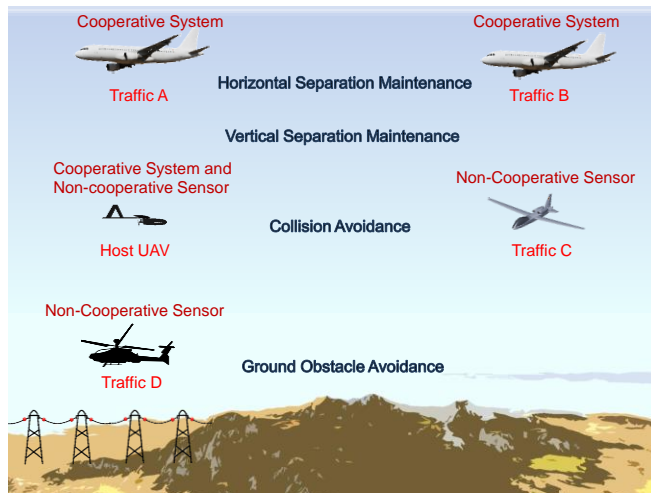 Cooperative System
Cooperative System
Traffic A
Horizontal Separation Maintenance
Traffic B
Vertical Separation Maintenance
Cooperative System and
Non-cooperative Sensor
Non-Cooperative Sensor
Host UAV
Collision Avoidance
Traffic C
Non-Cooperative Sensor
Traffic D
Ground Obstacle Avoidance